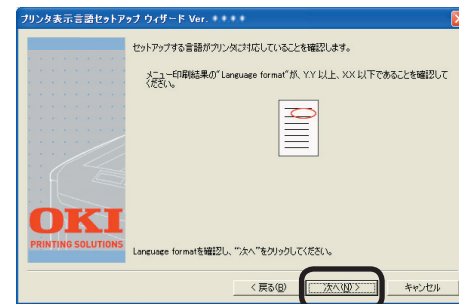 プリンタ表示言語セットアップ ウィザード Ver. * * * *
セットアップする言語がプリンタに対応していることを確認します。
メニュー印刷結果の"Language format"が、Y.Y 以上、X.X 以下であることを確認して
ください。
OKI
PRINTING SOLUTIONS
Language formatを確認し、"次へ"をクリックしてください。
< 戻る(B)
次へ(N) >
キャンセル